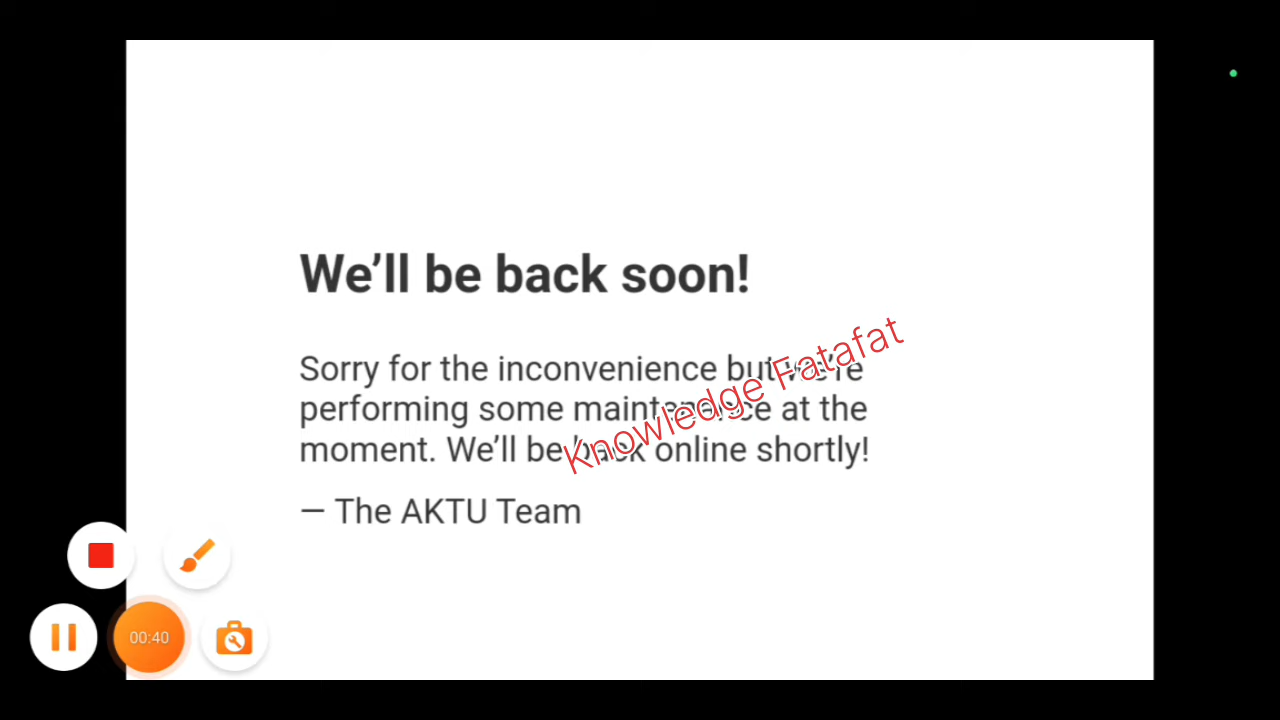 We’ll be back soon!
Sorry for the inconvenience but we’re
performing some maintenance at the
moment. We’ll be back online shortly!
— The AKTU Team
Knowledge Fatafat
00:40